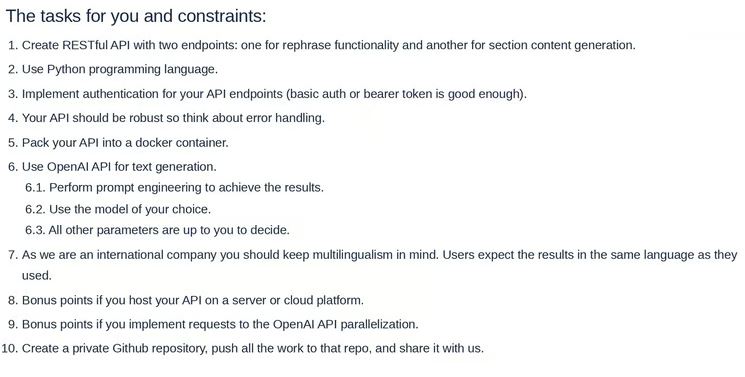 The tasks for you and constraints:
1. Create RESTful API with two endpoints: one for rephrase functionality and another for section content generation.
2. Use Python programming language.
3. Implement authentication for your API endpoints (basic auth or bearer token is good enough).
4. Your API should be robust so think about error handling.
5. Pack your API into a docker container.
6. Use OpenAI API for text generation.
6.1. Perform prompt engineering to achieve the results.
6.2. Use the model of your choice.
6.3. All other parameters are up to you to decide.
7. As we are an international company you should keep multilingualism in mind. Users expect the results in the same language as they
used.
8. Bonus points if you host your API on a server or cloud platform.
9. Bonus points if you implement requests to the OpenAI API parallelization.
10. Create a private Github repository, push all the work to that repo, and share it with us.